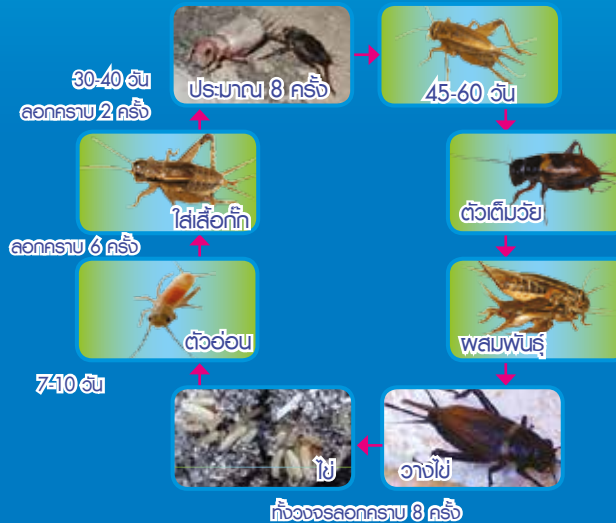 30-40 วัน
ลอกคราบ 2 ครั้ง
ประมาณ 8 ครั้ง
45-60 วัน
ใส่เสื้อกั๊ก
ตัวเต็มวัย
ลอกคราบ 6 ครั้ง
ตัวอ่อน
ผสมพันธุ์
7-10 วัน
ไข่
วางไข่
ทั้งวงจรลอกคราบ 8 ครั้ง